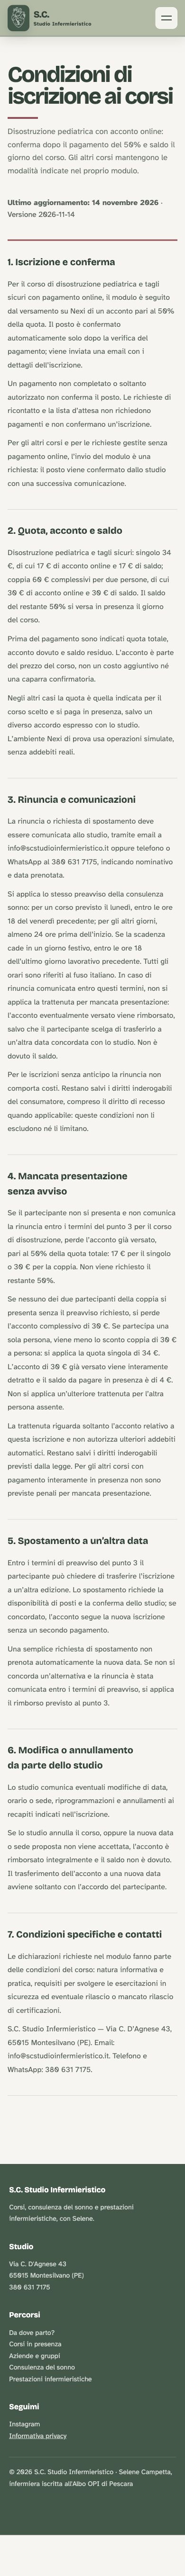 S.C.
Studio Infermieristico
Condizioni di
iscrizione ai corsi
Disostruzione pediatrica con acconto online:
conferma dopo il pagamento del 50% e saldo il
giorno del corso. Gli altri corsi mantengono le
modalità indicate nel proprio modulo.
Ultimo aggiornamento: 14 novembre 2026 ·
Versione 2026-11-14
1. Iscrizione e conferma
Per il corso di disostruzione pediatrica e tagli
sicuri con pagamento online, il modulo è seguito
dal versamento su Nexi di un acconto pari al 50%
della quota. Il posto è confermato
automaticamente solo dopo la verifica del
pagamento; viene inviata una email con i
dettagli dell'iscrizione.
Un pagamento non completato o soltanto
autorizzato non conferma il posto. Le richieste di
ricontatto e la lista d'attesa non richiedono
pagamenti e non confermano un'iscrizione.
Per gli altri corsi e per le richieste gestite senza
pagamento online, l'invio del modulo è una
richiesta: il posto viene confermato dallo studio
con una successiva comunicazione.
2. Quota, acconto e saldo
Disostruzione pediatrica e tagli sicuri: singolo 34
€, di cui 17 € di acconto online e 17 € di saldo;
coppia 60 € complessivi per due persone, di cui
30 € di acconto online e 30 € di saldo. Il saldo
del restante 50% si versa in presenza il giorno
del corso.
Prima del pagamento sono indicati quota totale,
acconto dovuto e saldo residuo. L'acconto è parte
del prezzo del corso, non un costo aggiuntivo né
una caparra confirmatoria.
Negli altri casi la quota è quella indicata per il
corso scelto e si paga in presenza, salvo un
diverso accordo espresso con lo studio.
L'ambiente Nexi di prova usa operazioni simulate,
senza addebiti reali.
3. Rinuncia e comunicazioni
La rinuncia o richiesta di spostamento deve
essere comunicata allo studio, tramite email a
info@scstudioinfermieristico.it oppure telefono o
WhatsApp al 380 631 7175, indicando nominativo
e data prenotata.
Si applica lo stesso preavviso della consulenza
sonno: per un corso previsto il lunedì, entro le ore
18 del venerdì precedente; per gli altri giorni,
almeno 24 ore prima dell'inizio. Se la scadenza
cade in un giorno festivo, entro le ore 18
dell'ultimo giorno lavorativo precedente. Tutti gli
orari sono riferiti al fuso italiano. In caso di
rinuncia comunicata entro questi termini, non si
applica la trattenuta per mancata presentazione:
l'acconto eventualmente versato viene rimborsato,
salvo che il partecipante scelga di trasferirlo a
un'altra data concordata con lo studio. Non è
dovuto il saldo.
Per le iscrizioni senza anticipo la rinuncia non
comporta costi. Restano salvi i diritti inderogabili
del consumatore, compreso il diritto di recesso
quando applicabile: queste condizioni non li
escludono né li limitano.
4. Mancata presentazione
senza avviso
Se il partecipante non si presenta e non comunica
la rinuncia entro i termini del punto 3 per il corso
di disostruzione, perde l'acconto già versato,
pari al 50% della quota totale: 17 € per il singolo
o 30 € per la coppia. Non viene richiesto il
restante 50%.
Se nessuno dei due partecipanti della coppia si
presenta senza il preavviso richiesto, si perde
l'acconto complessivo di 30 €. Se partecipa una
sola persona, viene meno lo sconto coppia di 30 €
a persona: si applica la quota singola di 34 €.
L'acconto di 30 € già versato viene interamente
detratto e il saldo da pagare in presenza è di 4 €.
Non si applica un'ulteriore trattenuta per l'altra
persona assente.
La trattenuta riguarda soltanto l'acconto relativo a
questa iscrizione e non autorizza ulteriori addebiti
automatici. Restano salvi i diritti inderogabili
previsti dalla legge. Per gli altri corsi con
pagamento interamente in presenza non sono
previste penali per mancata presentazione.
5. Spostamento a un'altra data
Entro i termini di preavviso del punto 3 il
partecipante può chiedere di trasferire l'iscrizione
a un'altra edizione. Lo spostamento richiede la
disponibilità di posti e la conferma dello studio; se
concordato, l'acconto segue la nuova iscrizione
senza un secondo pagamento.
Una semplice richiesta di spostamento non
prenota automaticamente la nuova data. Se non si
concorda un'alternativa e la rinuncia è stata
comunicata entro i termini di preavviso, si applica
il rimborso previsto al punto 3.
6. Modifica o annullamento
da parte dello studio
Lo studio comunica eventuali modifiche di data,
orario o sede, riprogrammazioni e annullamenti ai
recapiti indicati nell'iscrizione.
Se lo studio annulla il corso, oppure la nuova data
o sede proposta non viene accettata, l'acconto è
rimborsato integralmente e il saldo non è dovuto.
Il trasferimento dell'acconto a una nuova data
avviene soltanto con l'accordo del partecipante.
7. Condizioni specifiche e contatti
Le dichiarazioni richieste nel modulo fanno parte
delle condizioni del corso: natura informativa e
pratica, requisiti per svolgere le esercitazioni in
sicurezza ed eventuale rilascio o mancato rilascio
di certificazioni.
S.C. Studio Infermieristico — Via C. D'Agnese 43,
65015 Montesilvano (PE). Email:
info@scstudioinfermieristico.it. Telefono e
WhatsApp: 380 631 7175.
S.C. Studio Infermieristico
Corsi, consulenza del sonno e prestazioni
infermieristiche, con Selene.
Studio
Via C. D'Agnese 43
65015 Montesilvano (PE)
380 631 7175
Percorsi
Da dove parto?
Corsi in presenza
Aziende e gruppi
Consulenza del sonno
Prestazioni infermieristiche
Seguimi
Instagram
Informativa privacy
© 2026 S.C. Studio Infermieristico · Selene Campetta,
infermiera iscritta all'Albo OPI di Pescara